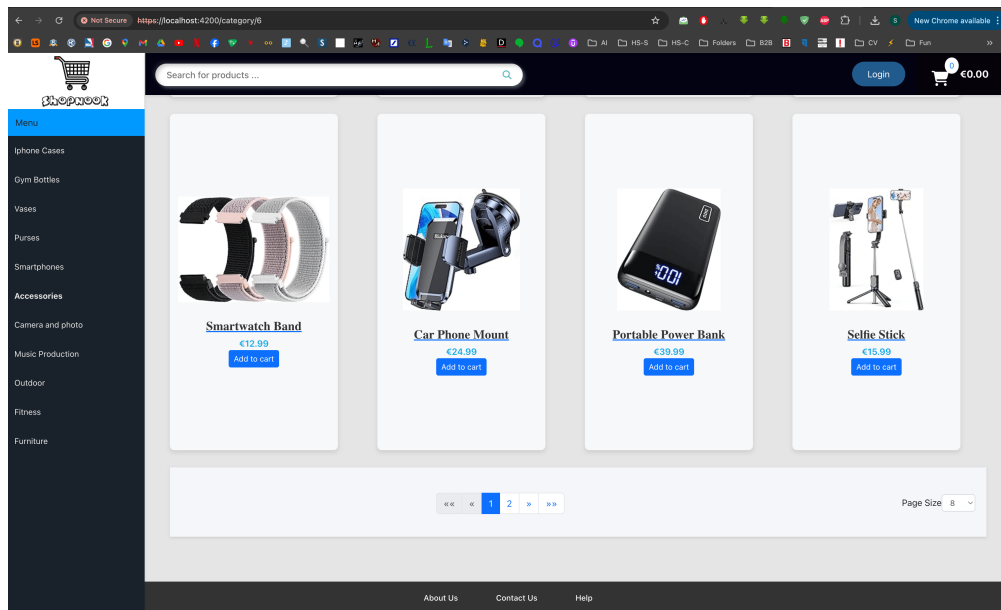 Not Secure https://localhost:4200/category/6
New Chrome available
AI HS-S HS-C Folders B2B CV Fun
ShopNook
Search for products ...
Login
0
€0.00
Menu
Iphone Cases
Gym Bottles
Vases
Purses
Smartphones
Accessories
Camera and photo
Music Production
Outdoor
Fitness
Furniture
Smartwatch Band
€12.99
Add to cart
Car Phone Mount
€24.99
Add to cart
Portable Power Bank
€39.99
Add to cart
Selfie Stick
€15.99
Add to cart
«« « 1 2 » »»
Page Size 8
About Us Contact Us Help